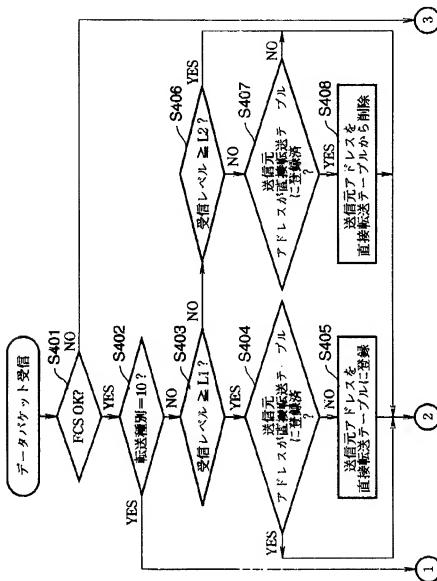 データパケット受信
S401
FCS OK?
NO
YES
S402
転送種別=10?
YES
NO
S403
受信レベル≧L1?
NO
YES
S404
送信元
アドレスが直接転送テーブル
に登録済
?
YES
NO
S405
送信元アドレスを
直接転送テーブルに登録
S406
受信レベル≧L2?
YES
NO
S407
送信元
アドレスが直接転送テーブル
に登録済
?
NO
YES
S408
送信元アドレスを
直接転送テーブルから削除
1
2
3